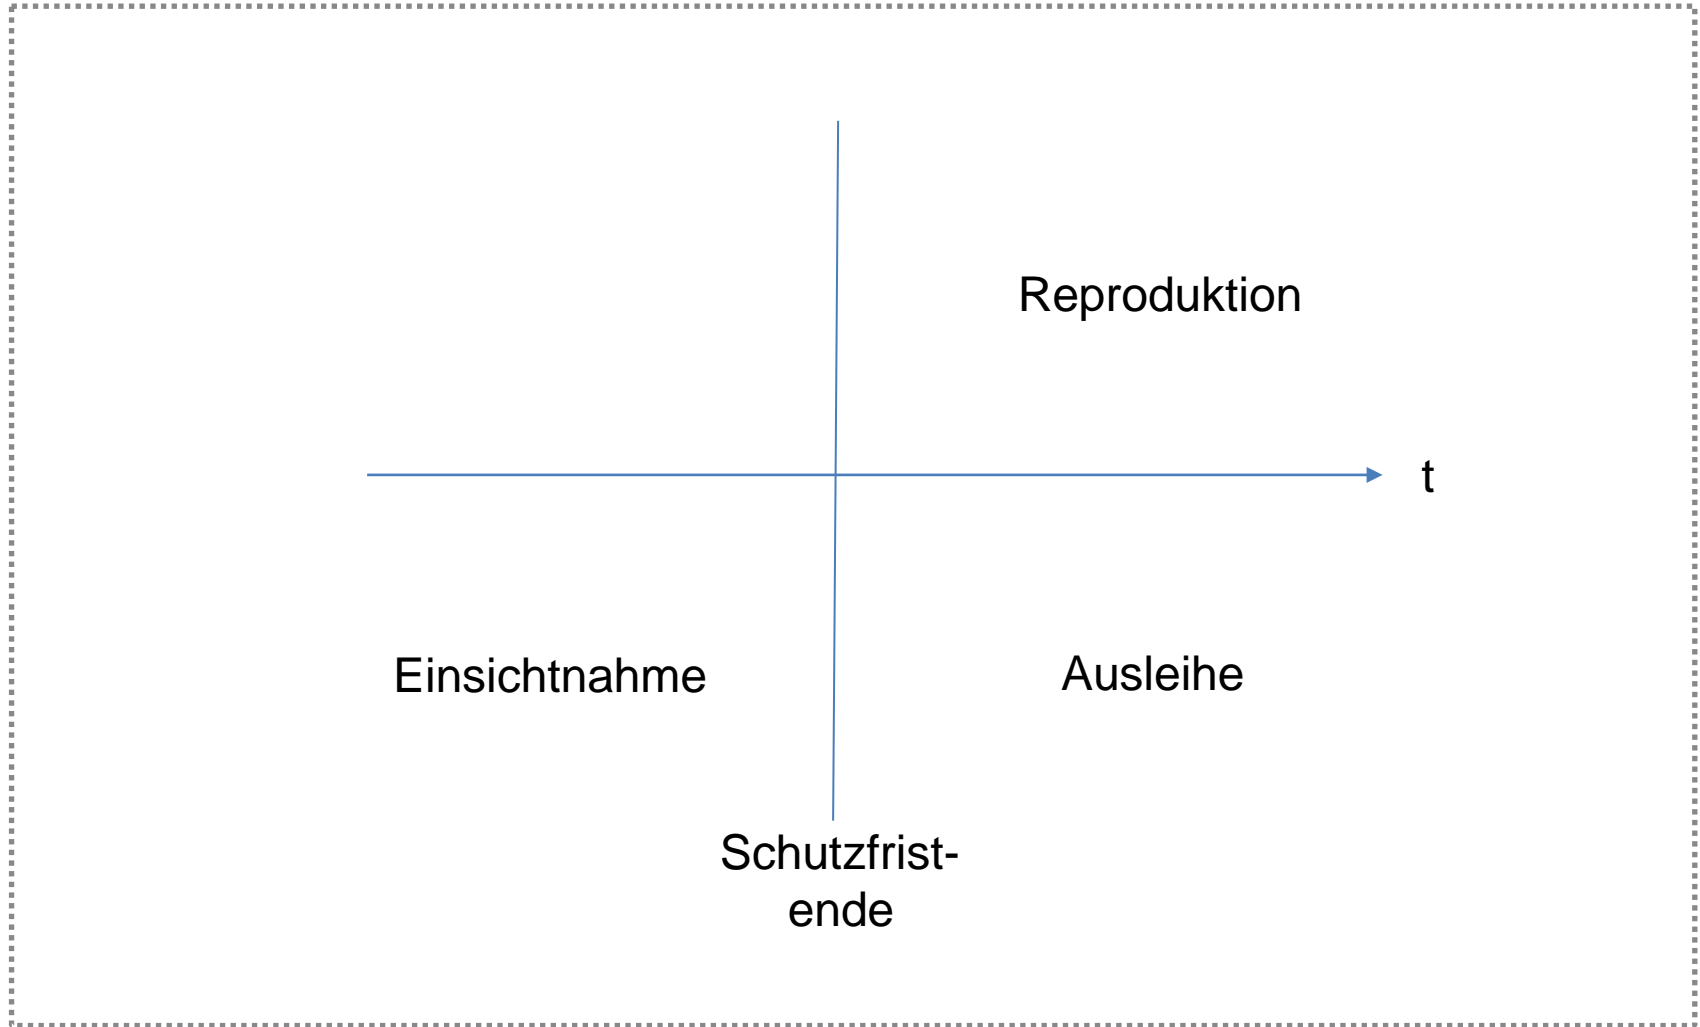 Reproduktion
t
Einsichtnahme
Ausleihe
Schutzfrist-
ende